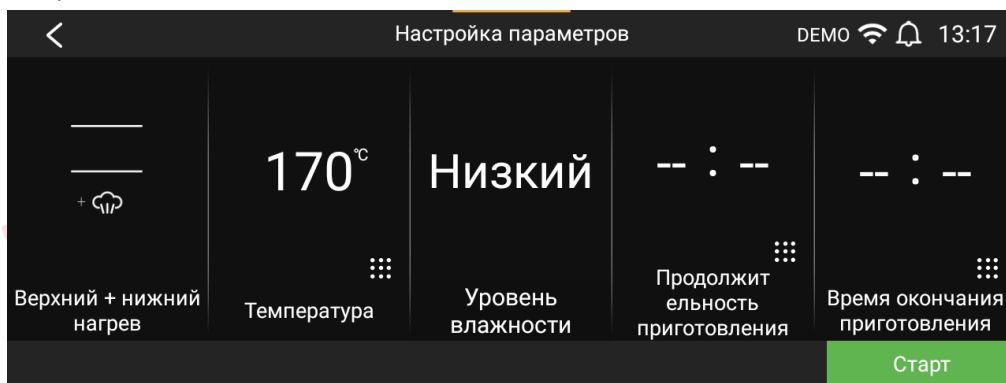 Настройка параметров
DEMO 13:17
170°C
Низкий
-- : --
-- : --
+
Верхний + нижний
нагрев
Температура
Уровень
влажности
Продолжит
ельность
приготовления
Время окончания
приготовления
Старт